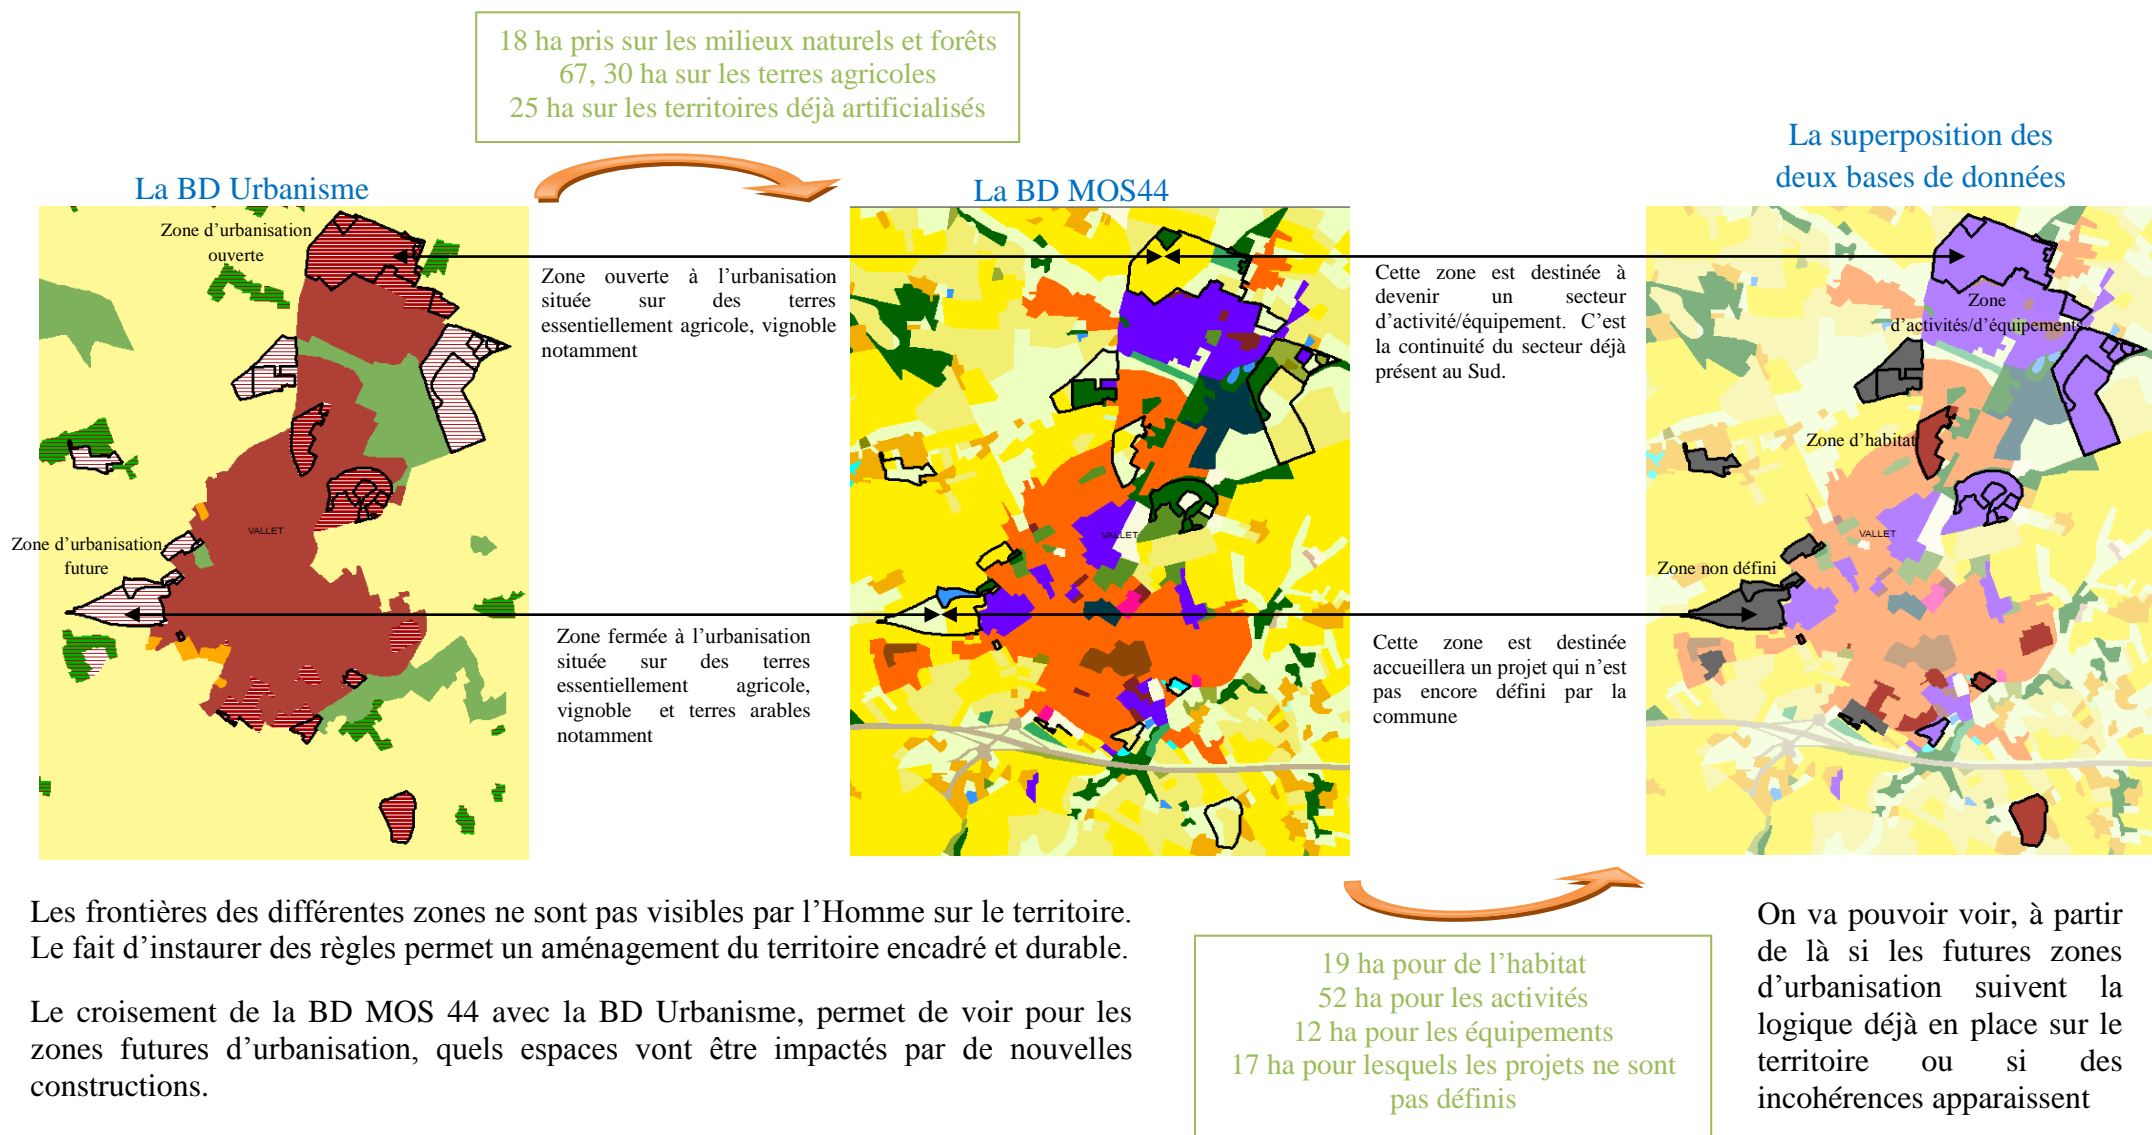 18 ha pris sur les milieux naturels et forêts
67, 30 ha sur les terres agricoles
25 ha sur les territoires déjà artificialisés
La BD Urbanisme
La BD MOS44
La superposition des
deux bases de données
Zone d’urbanisation
ouverte
VALLET
Zone d’urbanisation
future
Zone ouverte à l’urbanisation
située sur des terres
essentiellement agricole, vignoble
notamment
Zone fermée à l’urbanisation
située sur des terres
essentiellement agricole,
vignoble et terres arables
notamment
VALLET
Cette zone est destinée à
devenir un secteur
d’activité/équipement. C’est
la continuité du secteur déjà
présent au Sud.
Cette zone est destinée
accueillera un projet qui n’est
pas encore défini par la
commune
Zone
d’activités/d’équipements
Zone d’habitat
VALLET
Zone non défini
Les frontières des différentes zones ne sont pas visibles par l’Homme sur le territoire.
Le fait d’instaurer des règles permet un aménagement du territoire encadré et durable.
Le croisement de la BD MOS 44 avec la BD Urbanisme, permet de voir pour les
zones futures d’urbanisation, quels espaces vont être impactés par de nouvelles
constructions.
19 ha pour de l’habitat
52 ha pour les activités
12 ha pour les équipements
17 ha pour lesquels les projets ne sont
pas définis
On va pouvoir voir, à partir
de là si les futures zones
d’urbanisation suivent la
logique déjà en place sur le
territoire ou si des
incohérences apparaissent